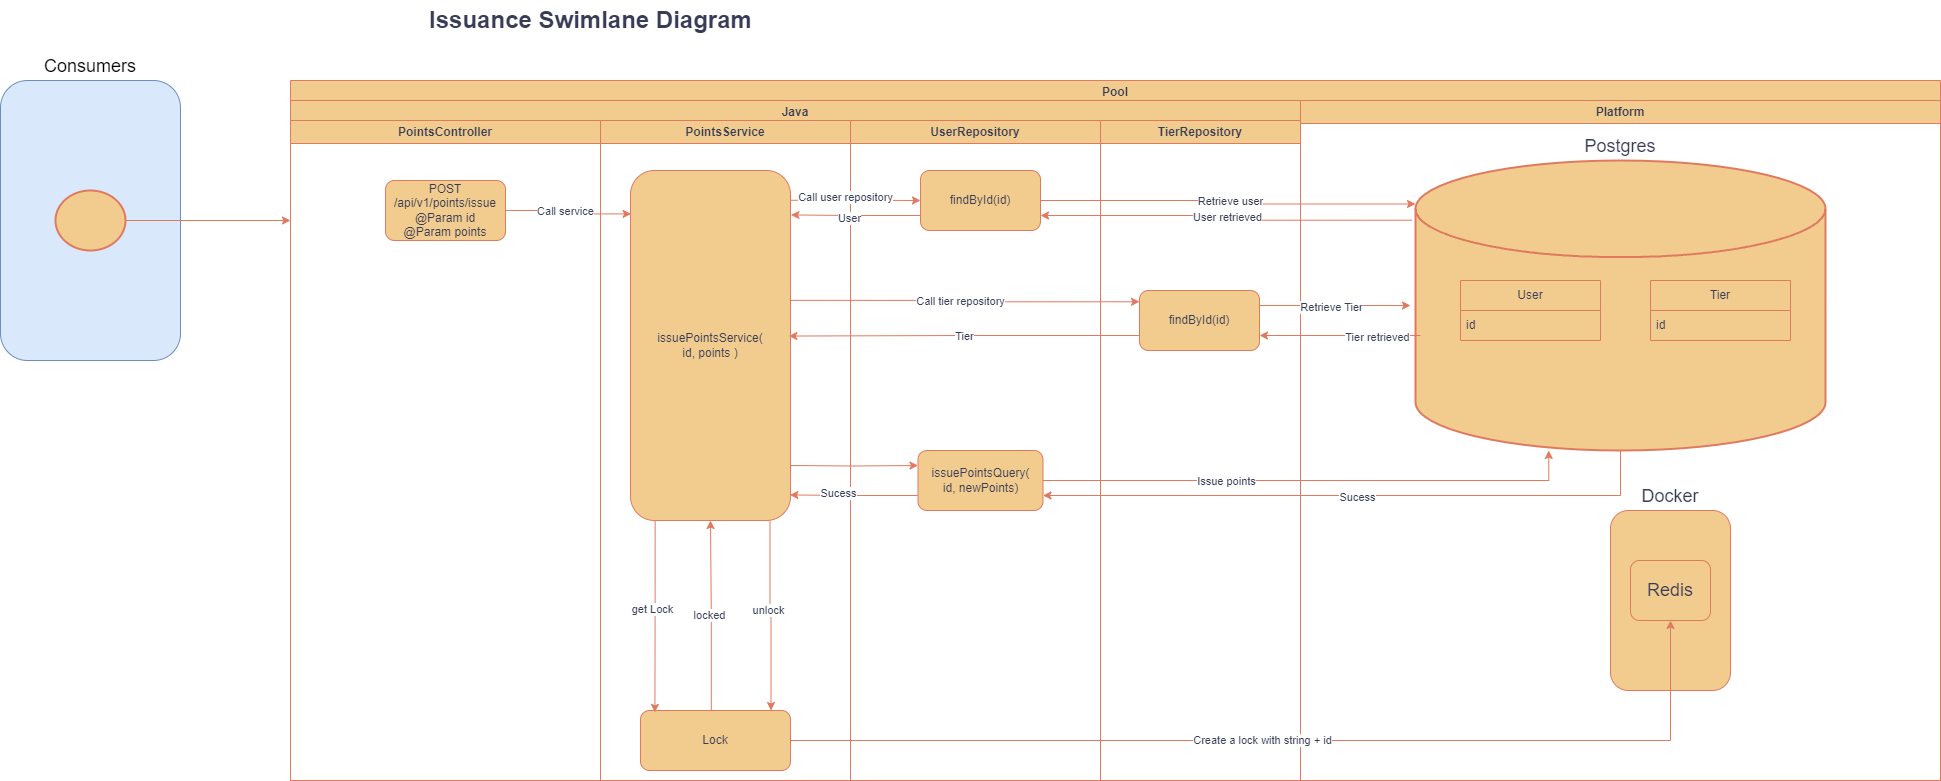 Issuance Swimlane Diagram
Consumers
Pool
Java
Platform
PointsController
PointsService
UserRepository
TierRepository
Postgres
POST
/api/v1/points/issue
@Param id
@Param points
Call service
Call user repository
User
findById(id)
Retrieve user
User retrieved
issuePointsService(
id, points )
Call tier repository
Tier
findById(id)
Retrieve Tier
Tier retrieved
User
id
Tier
id
issuePointsQuery(
id, newPoints)
Sucess
Issue points
Sucess
Docker
Redis
get Lock
locked
unlock
Lock
Create a lock with string + id